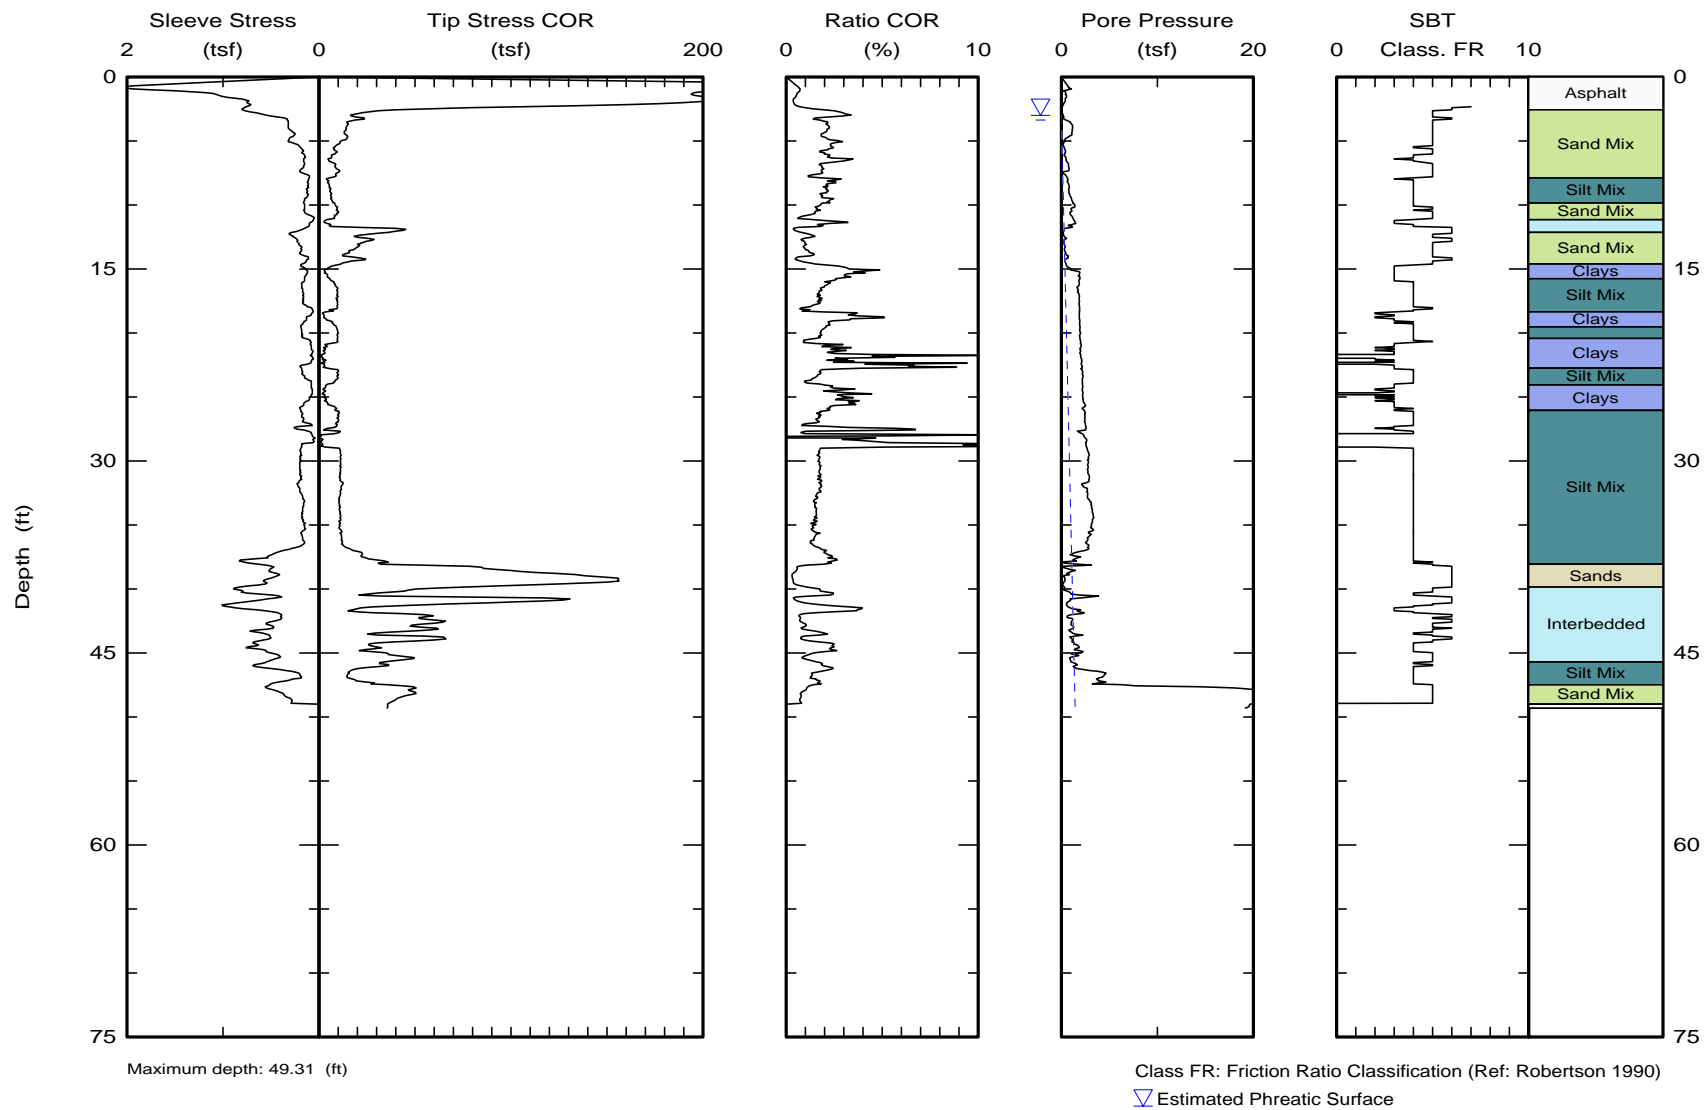 Sleeve Stress
(tsf)
2
Tip Stress COR
(tsf)
0
200
Ratio COR
(%)
0
10
Pore Pressure
(tsf)
0
20
SBT
Class. FR
0
10
0
15
30
45
60
75
Depth (ft)
Asphalt
Sand Mix
Silt Mix
Sand Mix
Sand Mix
Clays
Silt Mix
Clays
Clays
Silt Mix
Clays
Silt Mix
Sands
Interbedded
Silt Mix
Sand Mix
0
15
30
45
60
75
Maximum depth: 49.31 (ft)
Class FR: Friction Ratio Classification (Ref: Robertson 1990)
Estimated Phreatic Surface